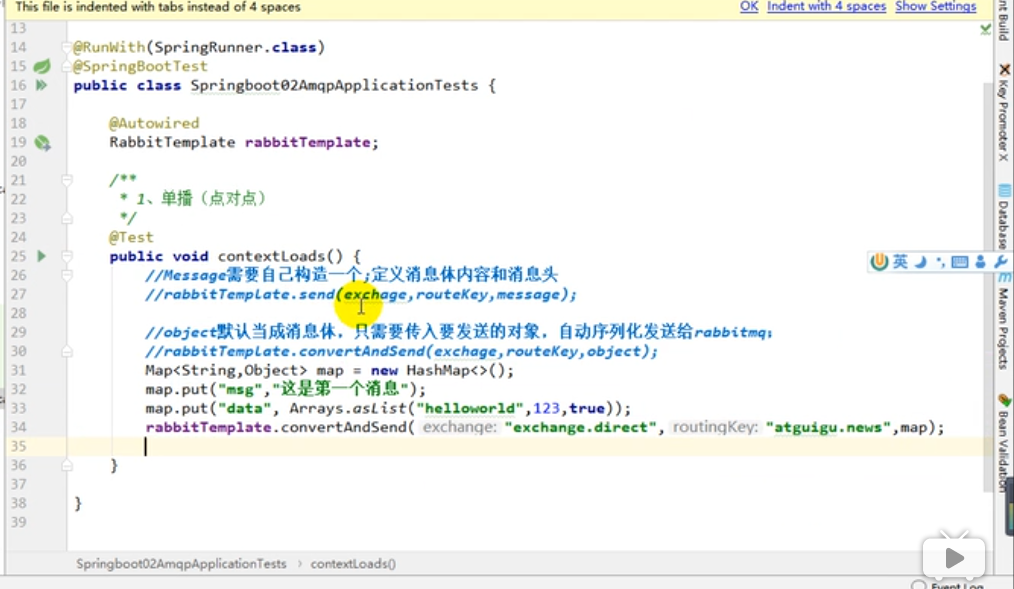 This file is indented with tabs instead of 4 spaces OK Indent with 4 spaces Show Settings
13
14 @RunWith(SpringRunner.class)
15 @SpringBootTest
16 public class Springboot02AmqpApplicationTests {
17
18 @Autowired
19 RabbitTemplate rabbitTemplate;
20
21 /**
22 * 1、单播（点对点）
23 */
24 @Test
25 public void contextLoads() {
26 //Message需要自己构造一个;定义消息体内容和消息头
27 //rabbitTemplate.send(exchage,routeKey,message);
28
29 //object默认当成消息体，只需要传入要发送的对象，自动序列化发送给rabbitmq；
30 //rabbitTemplate.convertAndSend(exchage,routeKey,object);
31 Map<String,Object> map = new HashMap<>();
32 map.put("msg","这是第一个消息");
33 map.put("data", Arrays.asList("helloworld",123,true));
34 rabbitTemplate.convertAndSend( exchange: "exchange.direct", routingKey: "atguigu.news",map);
35
36 }
37
38 }
39
Springboot02AmqpApplicationTests › contextLoads()
nt Build
Key Promoter X
Database
英
Maven Projects
Bean Validation
Event Log